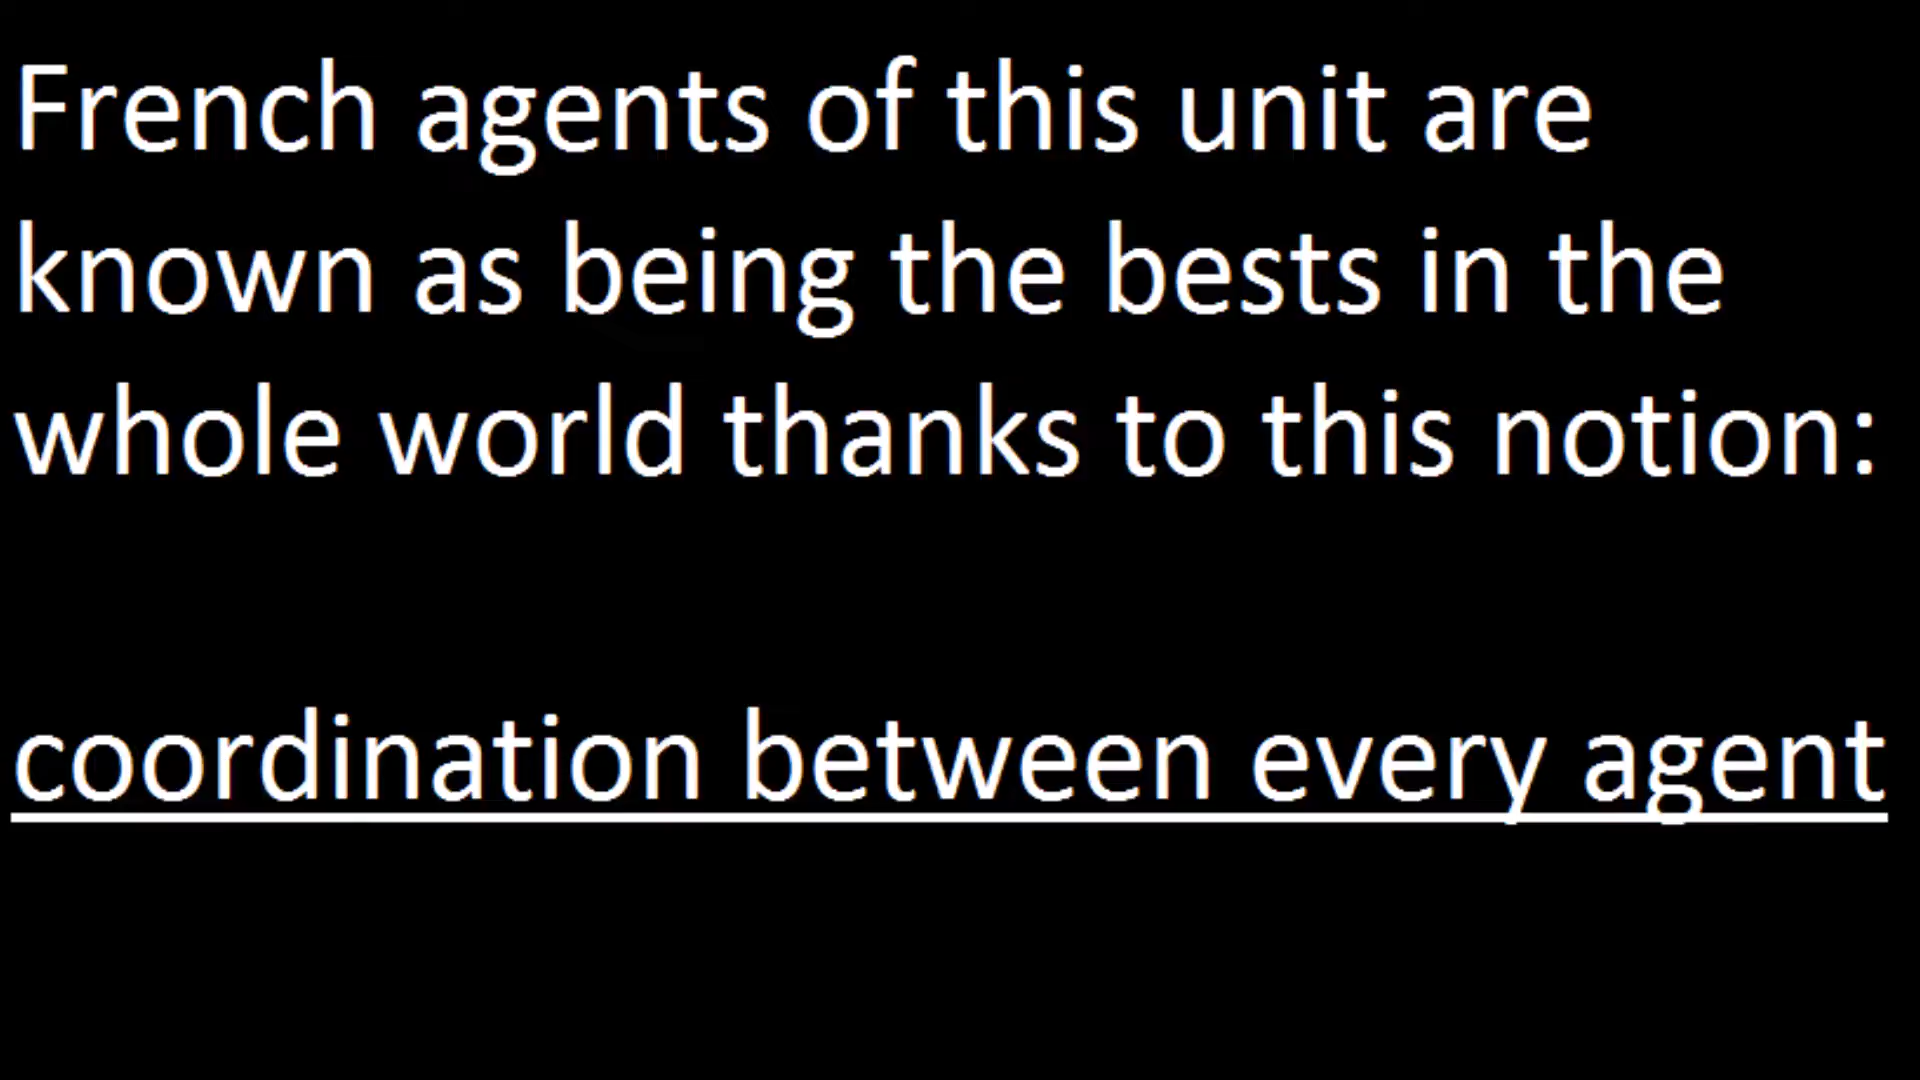 French agents of this unit are
known as being the bests in the
whole world thanks to this notion:
coordination between every agent